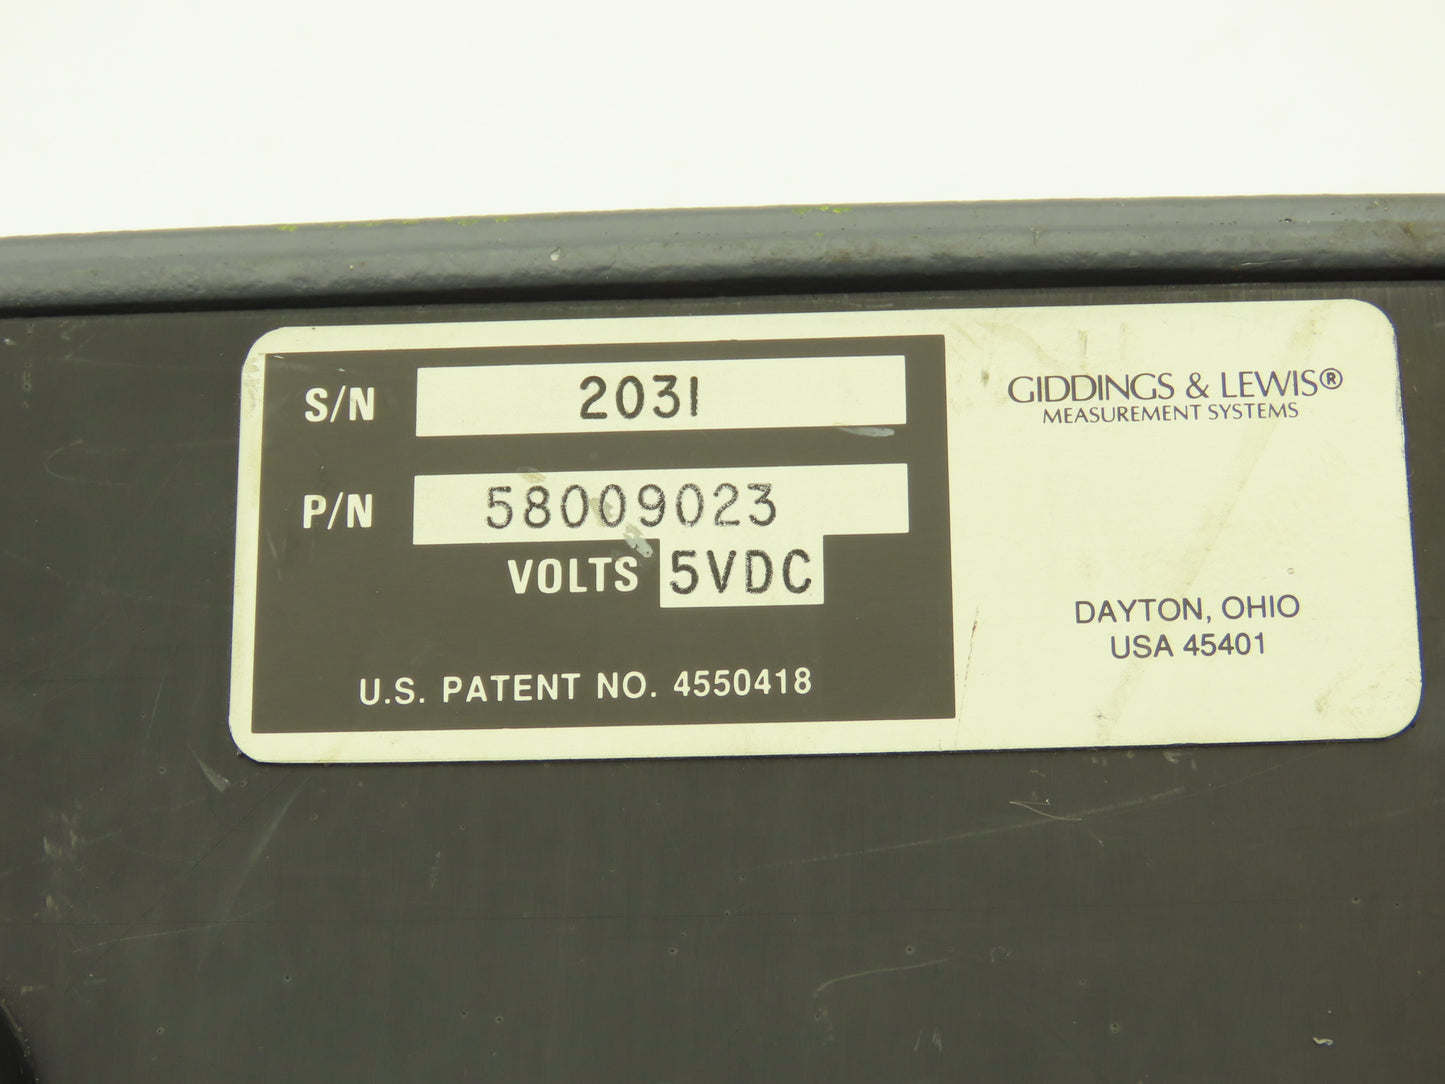 S/N 2031
P/N 58009023
VOLTS 5VDC
U.S. PATENT NO. 4550418
GIDDINGS & LEWIS®
MEASUREMENT SYSTEMS
DAYTON, OHIO
USA 45401